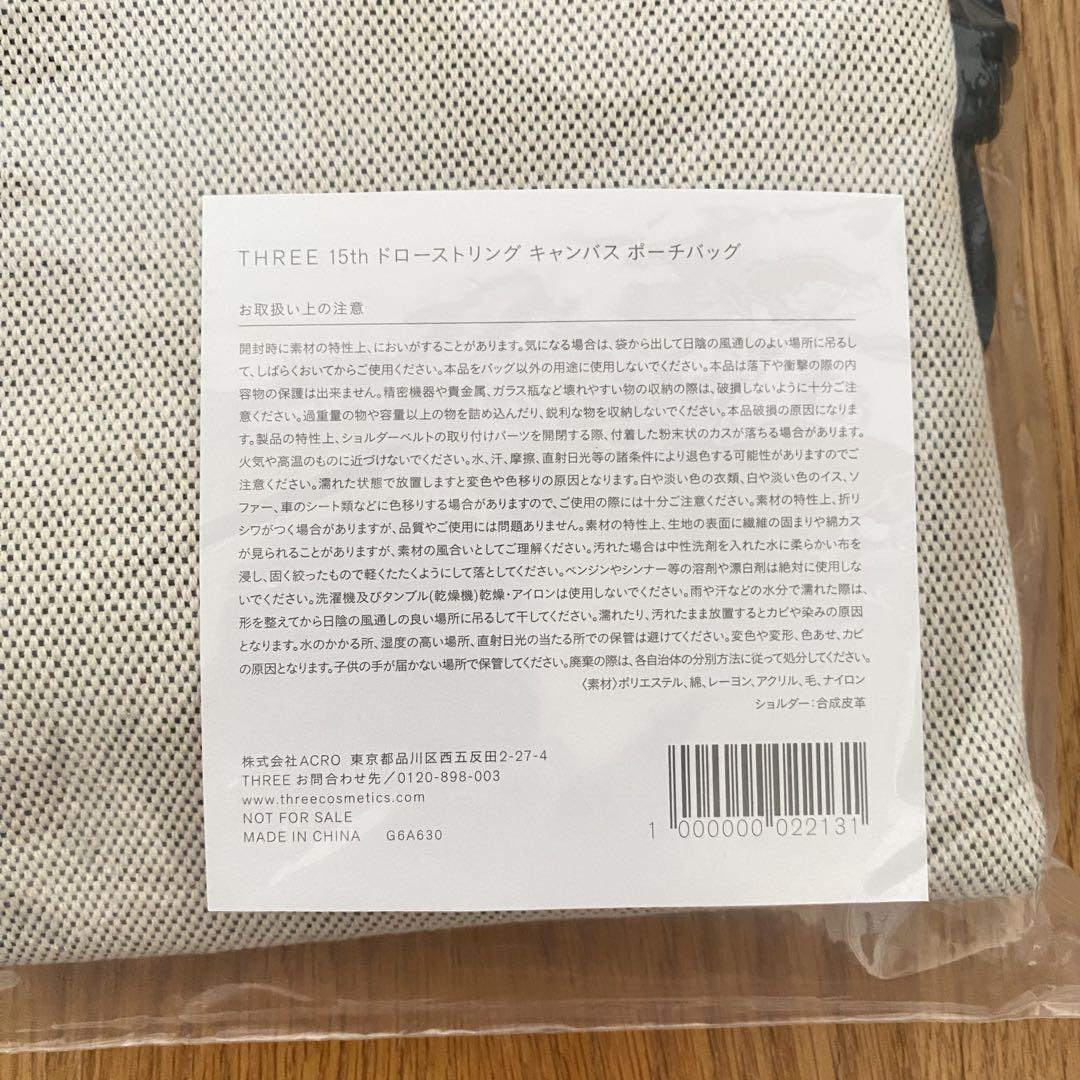 THREE 15th ドローストリング キャンバス ポーチバッグ
お取扱い上の注意
開封時に素材の特性上、においがすることがあります。気になる場合は、袋から出して日陰の風通しのよい場所に吊るして
、しばらくおいてからご使用ください。本品をバッグ以外の用途に使用しないでください。本品は落下や衝撃の際の内
容物の保護は出来ません。精密機器や貴金属、ガラス瓶など壊れやすい物の収納の際は、破損しないように十分ご注
意ください。過重量の物や容量以上の物を詰め込んだり、鋭利な物を収納しないでください。本品破損の原因になりま
す。製品の特性上、ショルダーベルトの取り付けパーツを開閉する際、付着した粉末状のカスが落ちる場合があります。
火気や高温のものに近づけないでください。水、汗、摩擦、直射日光等の諸条件により退色する可能性がありますのでご
注意ください。濡れた状態で放置しますと変色や色移りの原因となります。白や淡い色の衣類、白や淡い色のイス、ソ
ファー、車のシート類などに色移りする場合がありますので、ご使用の際には十分ご注意ください。素材の特性上、折り
シワがつく場合がありますが、品質やご使用には問題ありません。素材の特性上、生地の表面に繊維の固まりや綿カス
が見られることがありますが、素材の風合いとしてご理解ください。汚れた場合は中性洗剤を入れた水に柔らかい布を
浸し、固く絞ったもので軽くたたくようにして落としてください。ベンジンやシンナー等の溶剤や漂白剤は絶対に使用しな
いでください。洗濯機及びタンブル(乾燥機)乾燥・アイロンは使用しないでください。雨や汗などの水分で濡れた際は、
形を整えてから日陰の風通しの良い場所に吊るして干してください。濡れたり、汚れたまま放置するとカビや染みの原因
となります。水のかかる所、湿度の高い場所、直射日光の当たる所での保管は避けてください。変色や変形、色あせ、カビ
の原因となります。子供の手が届かない場所で保管してください。廃棄の際は、各自治体の分別方法に従って処分してください。
〈素材〉ポリエステル、綿、レーヨン、アクリル、毛、ナイロン
ショルダー：合成皮革
株式会社ACRO 東京都品川区西五反田2-27-4
THREE お問合わせ先／0120-898-003
www.threecosmetics.com
NOT FOR SALE
MADE IN CHINA G6A630
1 000000 022131